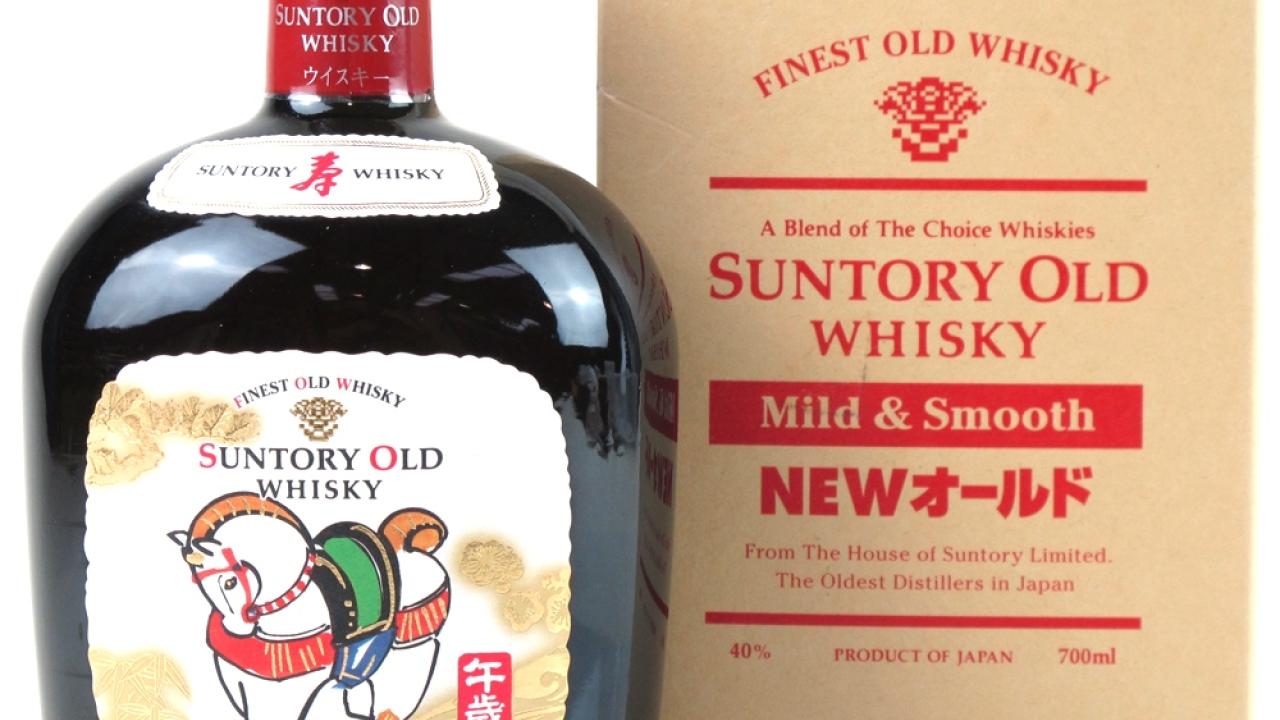 SUNTORY OLD
WHISKY
ウイスキー
SUNTORY 寿 WHISKY
FINEST OLD WHISKY
SUNTORY OLD
WHISKY
午歳
FINEST OLD WHISKY
A Blend of The Choice Whiskies
SUNTORY OLD
WHISKY
Mild & Smooth
NEWオールド
From The House of Suntory Limited.
The Oldest Distillers in Japan
40% PRODUCT OF JAPAN 700ml